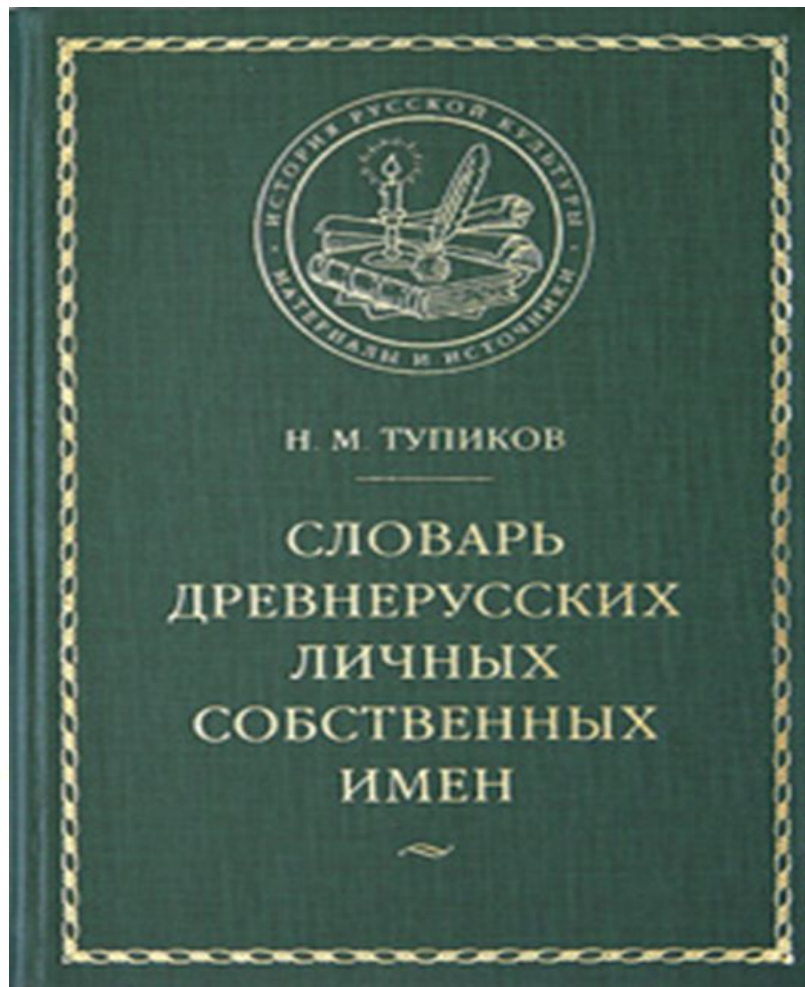 · ИСТОРИЯ РУССКОЙ КУЛЬТУРЫ ·
МАТЕРИАЛЫ И ИСТОЧНИКИ
Н. М. ТУПИКОВ
СЛОВАРЬ
ДРЕВНЕРУССКИХ
ЛИЧНЫХ
СОБСТВЕННЫХ
ИМЕН